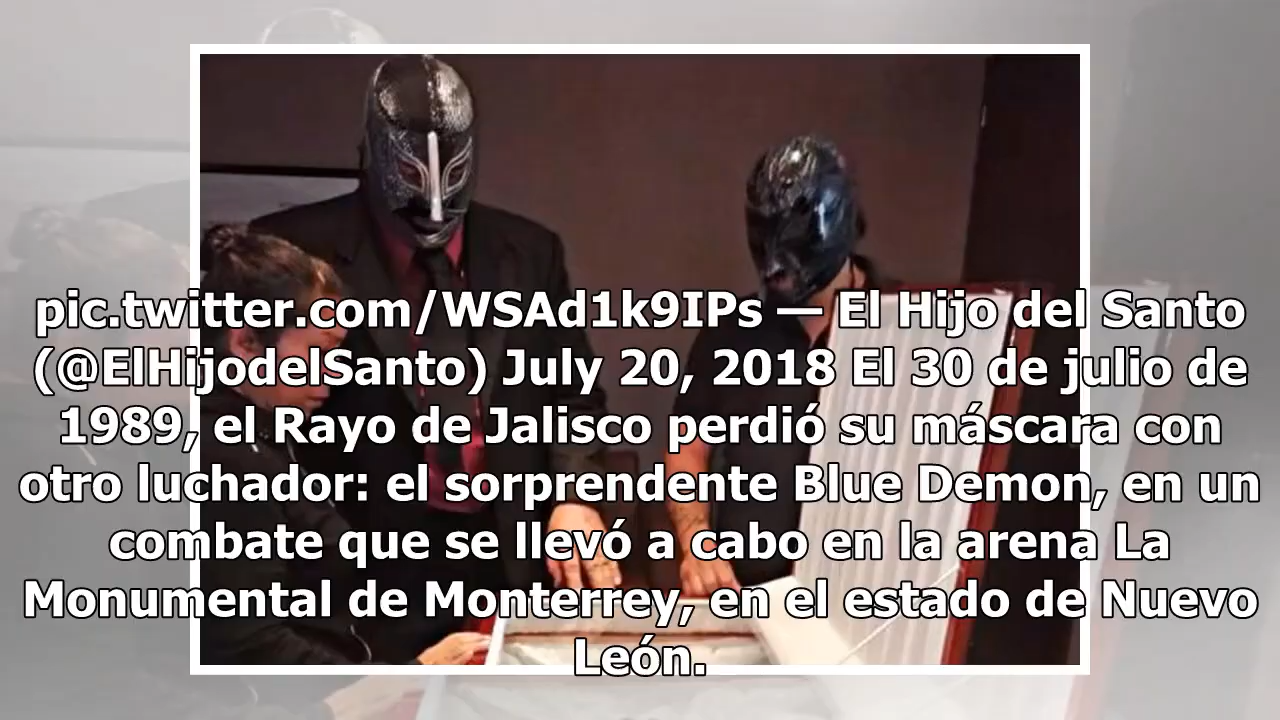 pic.twitter.com/WSAd1k9IPs — El Hijo del Santo
(@ElHijodelSanto) July 20, 2018 El 30 de julio de
1989, el Rayo de Jalisco perdió su máscara con
otro luchador: el sorprendente Blue Demon, en un
combate que se llevó a cabo en la arena La
Monumental de Monterrey, en el estado de Nuevo
León.